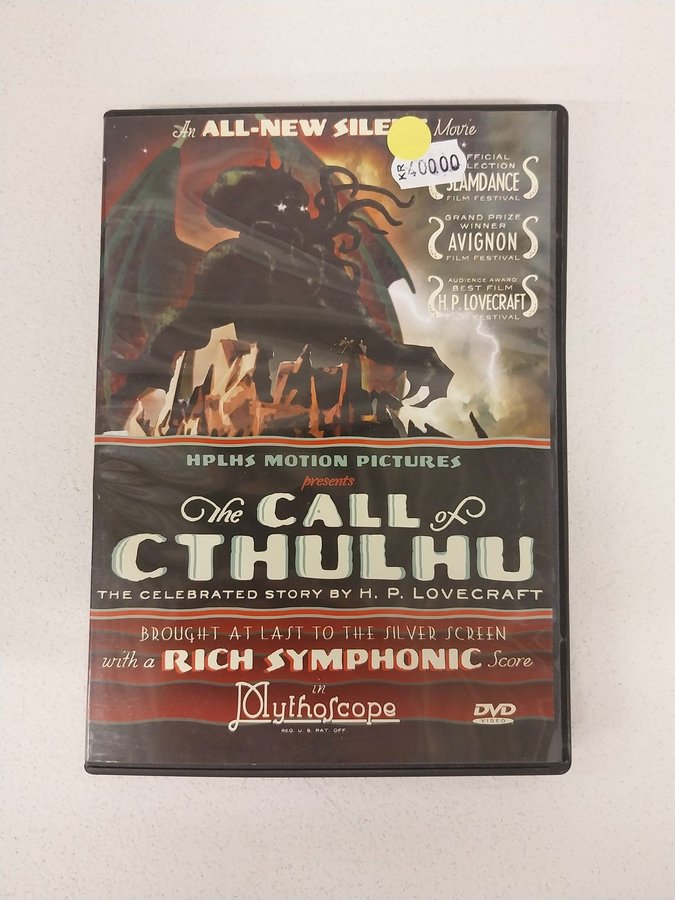 An ALL-NEW SILE Movie
KR 400.00
OFFICIAL
SELECTION
SLAMDANCE
FILM FESTIVAL
GRAND PRIZE
WINNER
AVIGNON
FILM FESTIVAL
AUDIENCE AWARD
BEST FILM
H. P. LOVECRAFT
FILM FESTIVAL
HPLHS MOTION PICTURES
presents
The CALL of
CTHULHU
THE CELEBRATED STORY BY H. P. LOVECRAFT
BROUGHT AT LAST TO THE SILVER SCREEN
with a RICH SYMPHONIC Score
in
Mythoscope
REG. U. S. PAT. OFF.
DVD
VIDEO